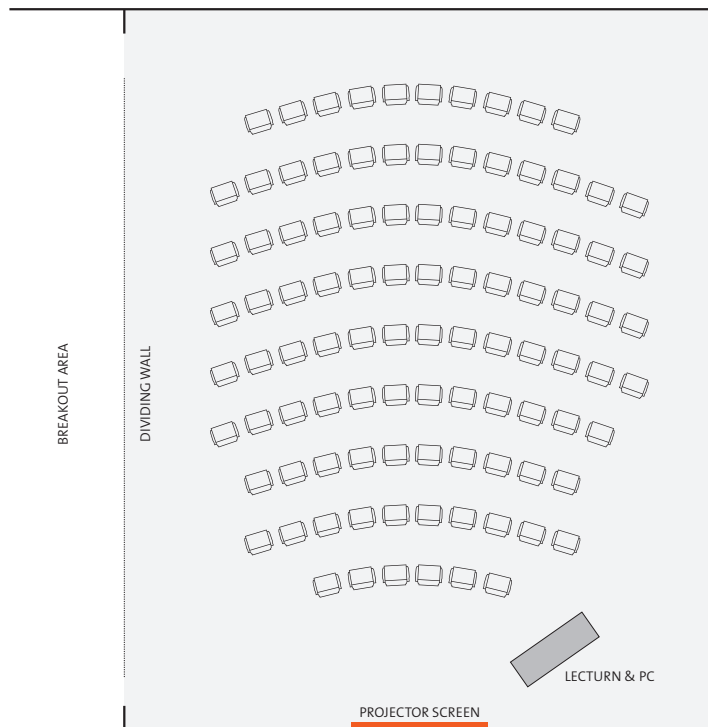 BREAKOUT AREA
DIVIDING WALL
LECTURN & PC
PROJECTOR SCREEN